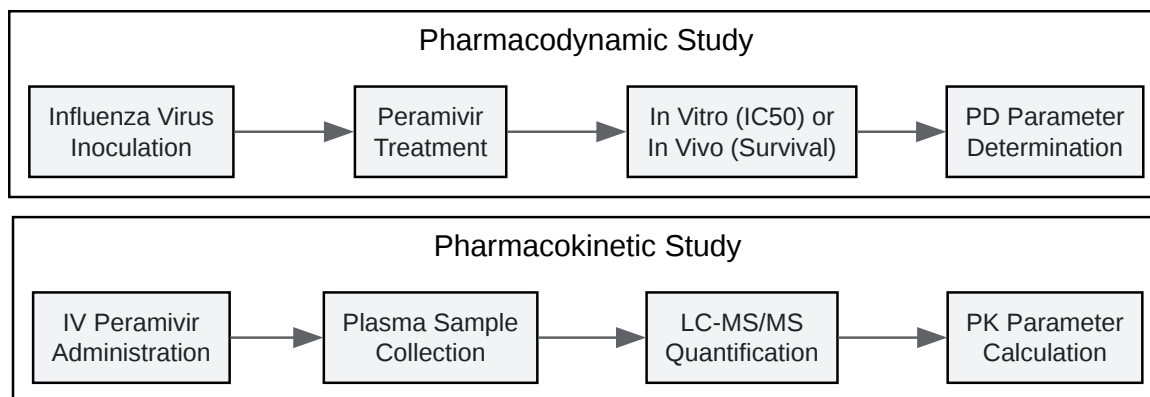 Pharmacodynamic Study
Influenza Virus
Inoculation
Peramivir
Treatment
In Vitro (IC50) or
In Vivo (Survival)
PD Parameter
Determination
Pharmacokinetic Study
IV Peramivir
Administration
Plasma Sample
Collection
LC-MS/MS
Quantification
PK Parameter
Calculation